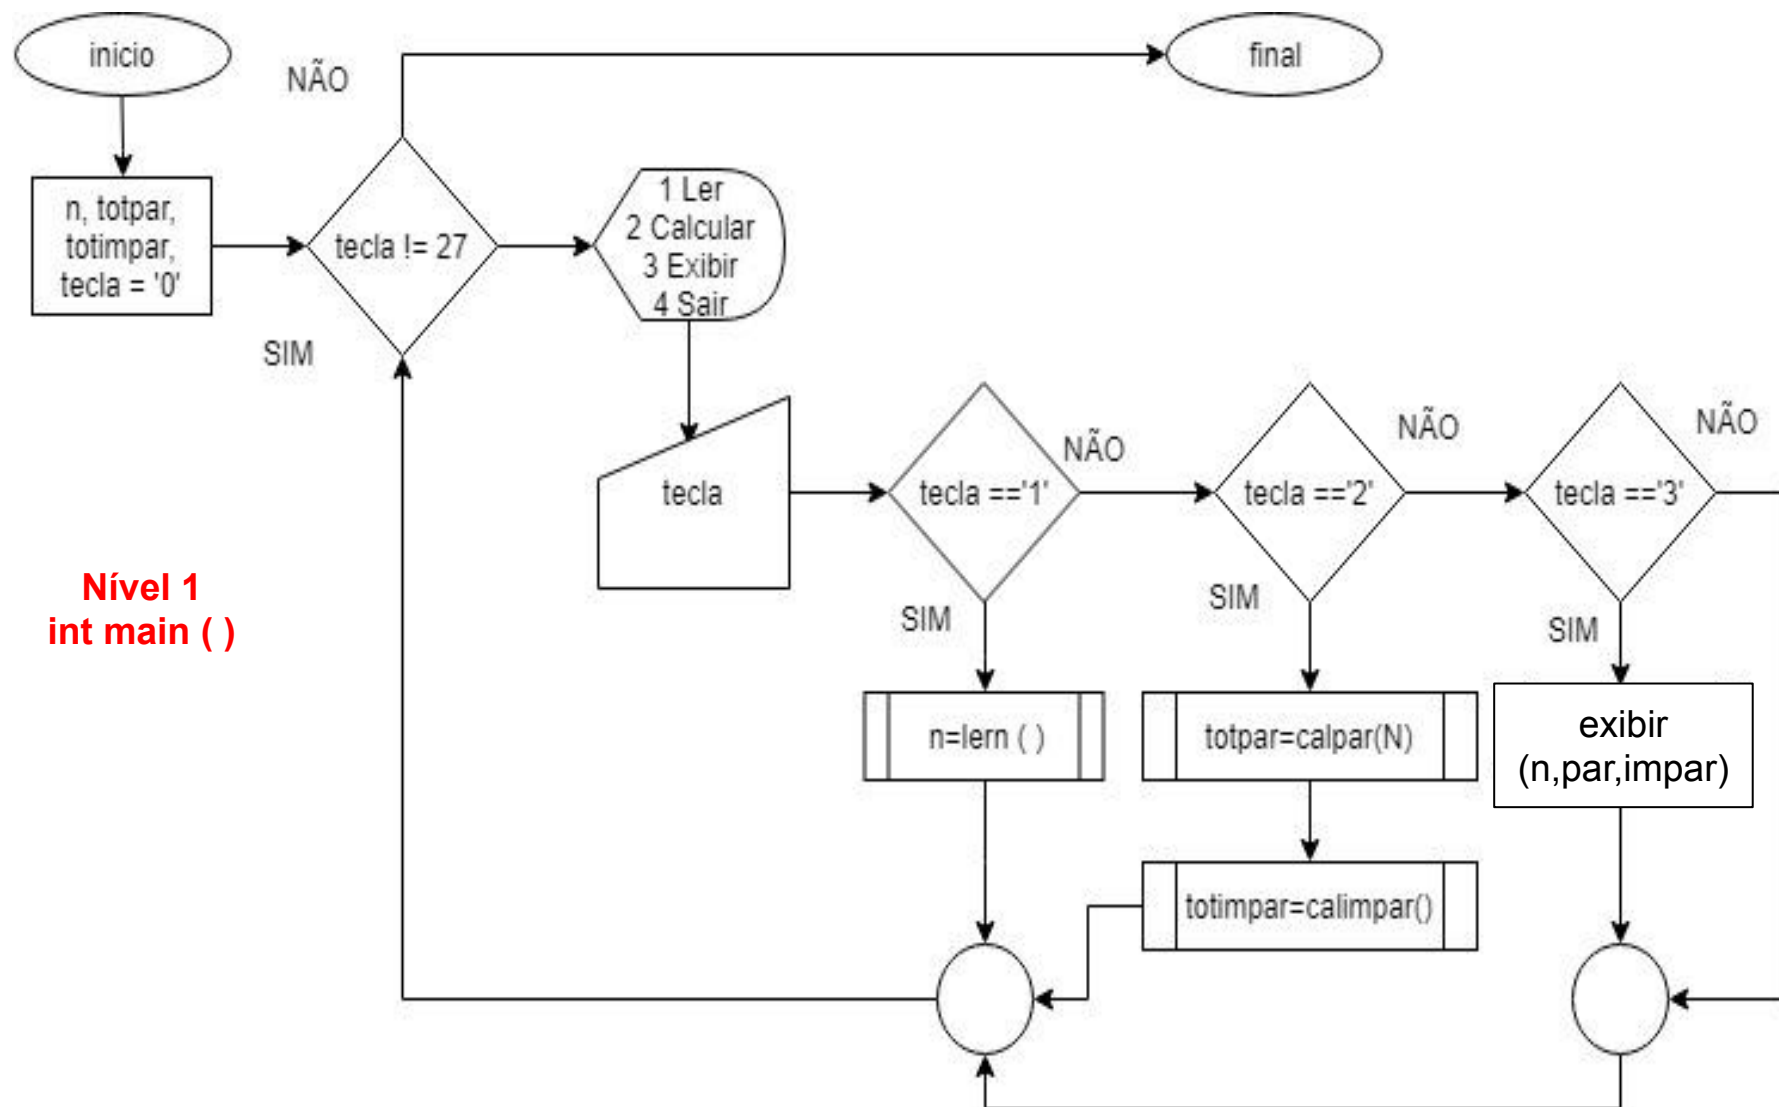 inicio
NÃO
final
n, totpar,
totimpar,
tecla = '0'
tecla != 27
1 Ler
2 Calcular
3 Exibir
4 Sair
SIM
tecla
tecla =='1'
NÃO
tecla =='2'
NÃO
tecla =='3'
NÃO
Nível 1
int main ( )
SIM
SIM
SIM
n=lern ( )
totpar=calpar(N)
exibir
(n,par,impar)
totimpar=calimpar()